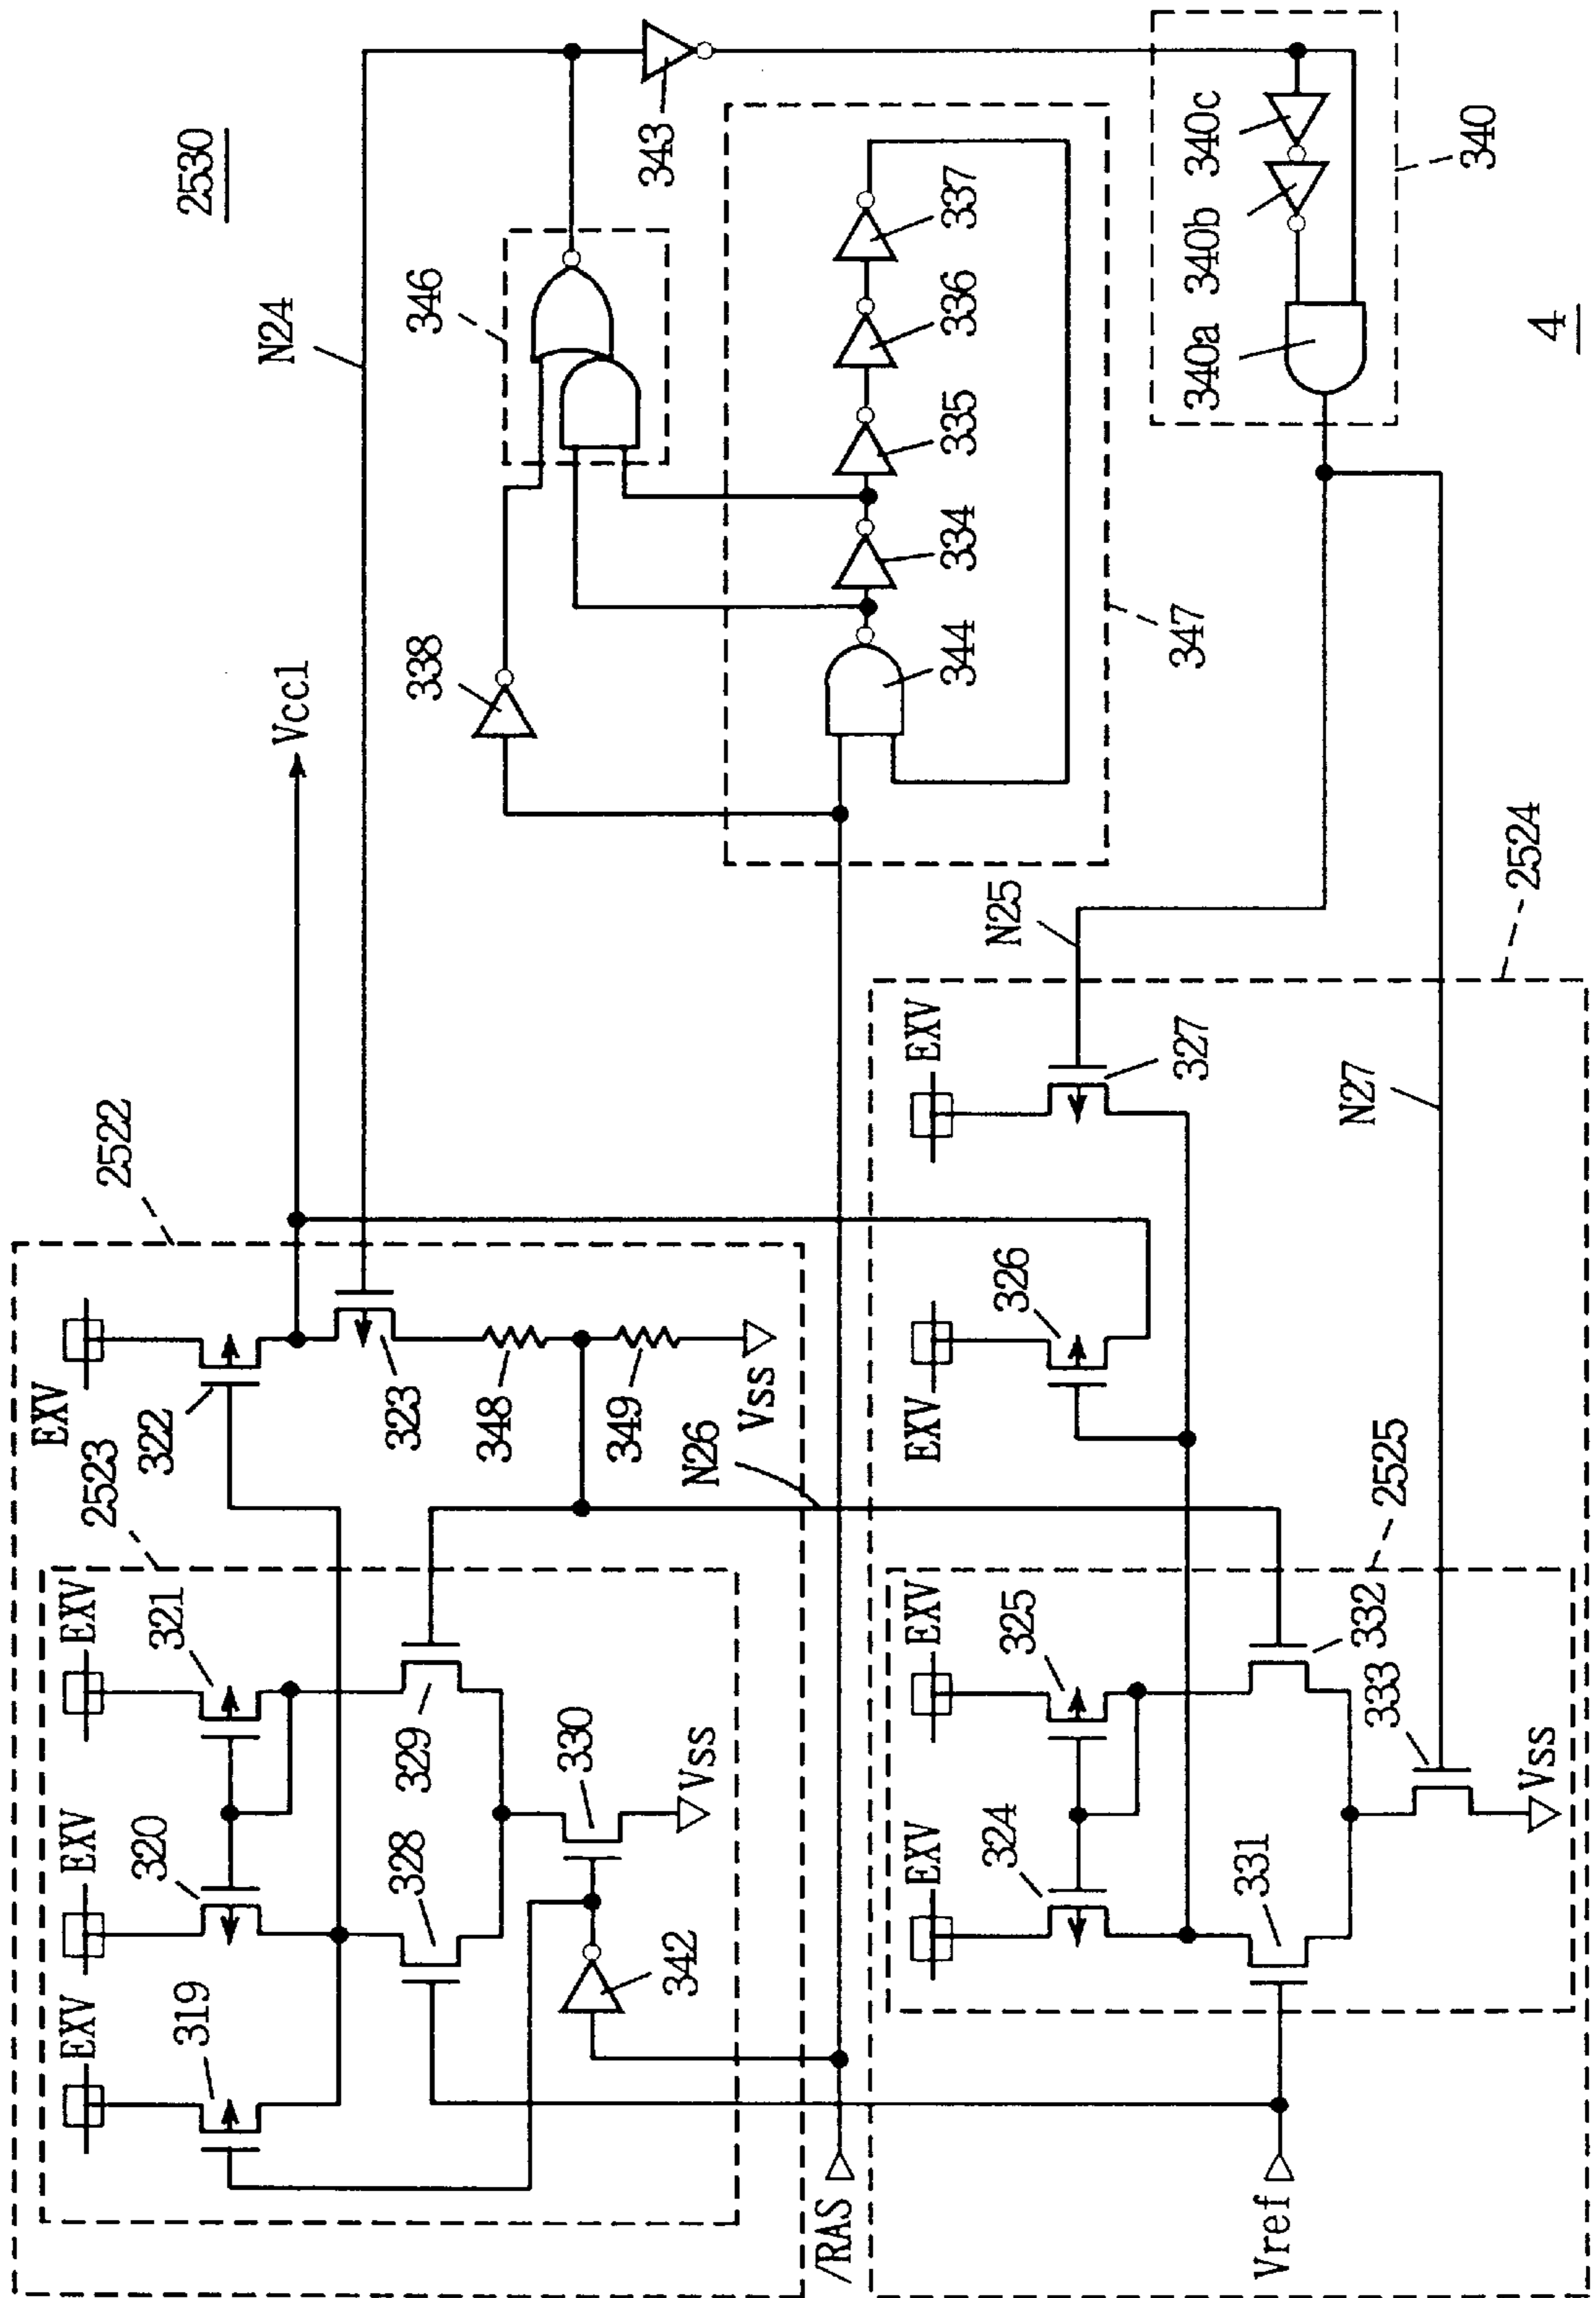 2530
2522
EXV
322
2523
EXV
EXV
EXV
319
320
321
323
348
349
Vss
328
329
330
Vss
342
N26
N24
Vcc1
338
346
343
/RAS
344
334
335
336
337
347
340a
340b
340c
340
4
2524
N25
EXV
327
EXV
326
2525
EXV
EXV
324
325
331
332
333
Vss
N27
Vref